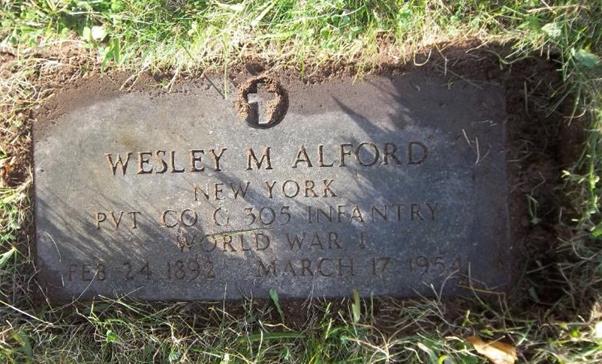 WESLEY M ALFORD
NEW YORK
PVT CO G 305 INFANTRY
WORLD WAR I
FEB 24 1892 MARCH 17 1954